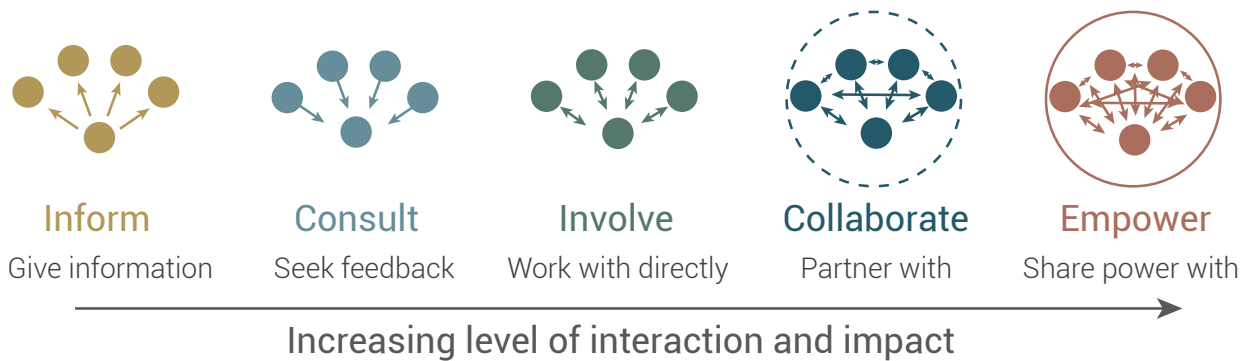 Inform
Consult
Involve
Collaborate
Empower
Give information
Seek feedback
Work with directly
Partner with
Share power with
Increasing level of interaction and impact